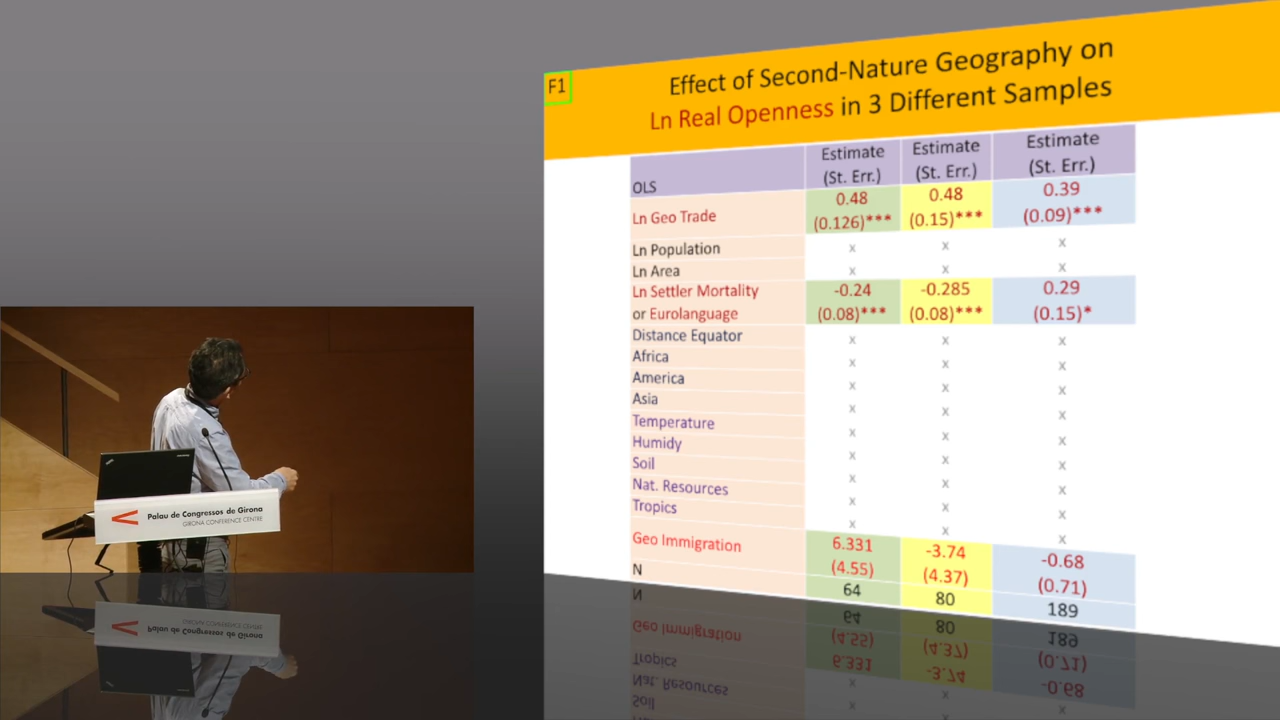 F1
Effect of Second-Nature Geography on
Ln Real Openness in 3 Different Samples
OLS
Estimate (St. Err.)
Estimate (St. Err.)
Estimate (St. Err.)
Ln Geo Trade
0.48 (0.126)***
0.48 (0.15)***
0.39 (0.09)***
Ln Population x x x
Ln Area x x x
Ln Settler Mortality
or Eurolanguage
-0.24 (0.08)***
-0.285 (0.08)***
0.29 (0.15)*
Distance Equator x x x
Africa x x x
America x x x
Asia x x x
Temperature x x x
Humidy x x x
Soil x x x
Nat. Resources x x x
Tropics x x x
Geo Immigration
6.331 (4.55)
-3.74 (4.37)
-0.68 (0.71)
N 64 80 189
Palau de Congressos de Girona
GIRONA CONFERENCE CENTRE